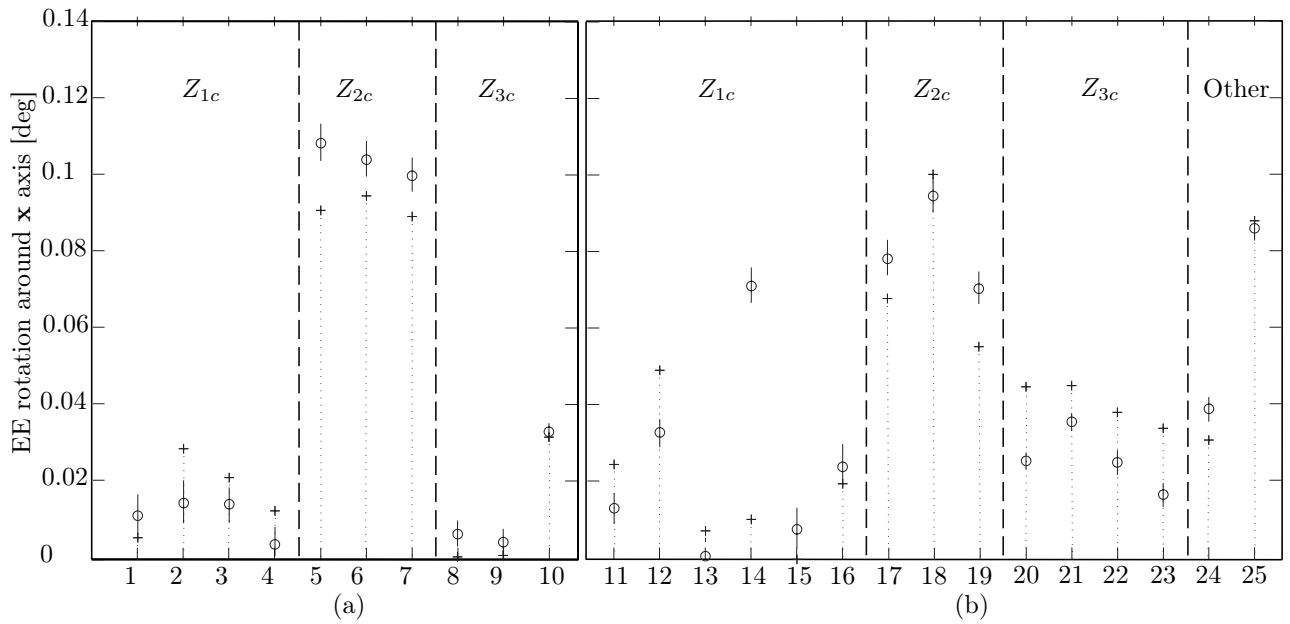 EE rotation around x axis [deg]
0.14
0.12
0.1
0.08
0.06
0.04
0.02
0
Z1c Z2c Z3c Z1c Z2c Z3c Other
1 2 3 4 5 6 7 8 9 10 11 12 13 14 15 16 17 18 19 20 21 22 23 24 25
(a) (b)